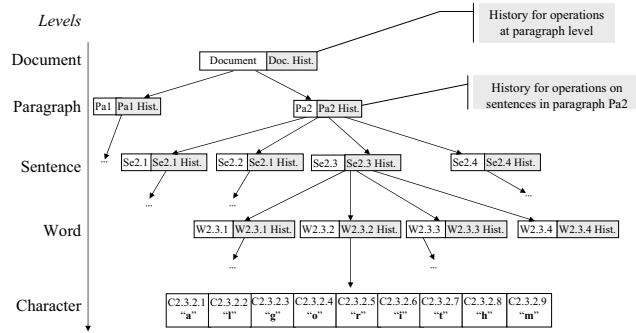 Levels
History for operations
at paragraph level
Document
Document Doc. Hist.
History for operations on
sentences in paragraph Pa2
Paragraph
Pa1 Pa1 Hist. Pa2 Pa2 Hist.
...
Sentence
Se2.1 Se2.1 Hist. Se2.2 Se2.1 Hist. Se2.3 Se2.3 Hist. Se2.4 Se2.4 Hist.
... ... ...
Word
W2.3.1 W2.3.1 Hist. W2.3.2 W2.3.2 Hist. W2.3.3 W2.3.3 Hist. W2.3.4 W2.3.4 Hist.
... ...
Character
C2.3.2.1 C2.3.2.2 C2.3.2.3 C2.3.2.4 C2.3.2.5 C2.3.2.6 C2.3.2.7 C2.3.2.8 C2.3.2.9
“a” “l” “g” “o” “r” “i” “t” “h” “m”